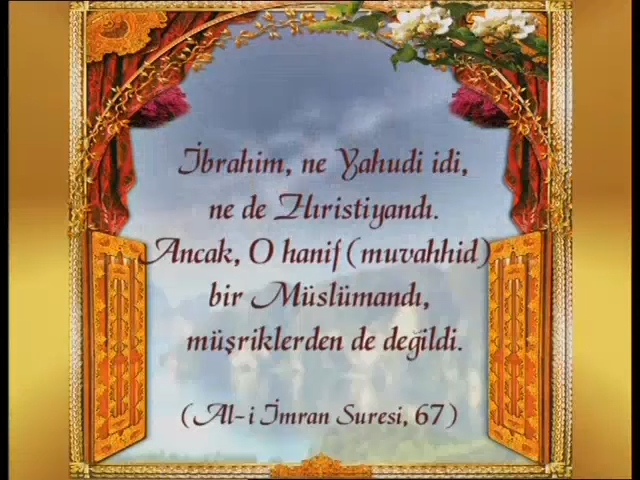 İbrahim, ne Yahudi idi,
ne de Hıristiyandı.
Ancak, O hanif (muvahhid)
bir Müslümandı,
müşriklerden de değildi.
(Al-i İmran Suresi, 67)